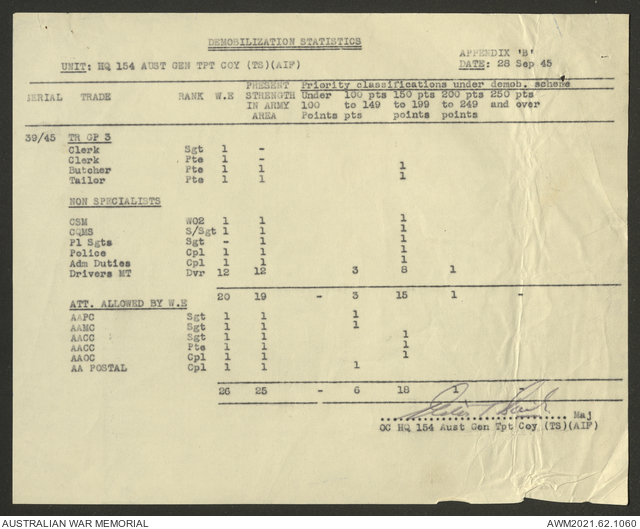 DEMOBILIZATION STATISTICS
APPENDIX 'B'
UNIT: HQ 154 AUST GEN TPT COY (TS)(AIF) DATE: 28 Sep 45
PRESENT Priority classifications under demob. scheme
SERIAL TRADE RANK W.E STRENGTH Under 100 pts 150 pts 200 pts 250 pts
IN ARMY 100 to 149 to 199 to 249 and over
AREA Points pts points points
39/45 TR GP 3
Clerk Sgt 1 -
Clerk Pte 1 -
Butcher Pte 1 1 1
Tailor Pte 1 1 1
NON SPECIALISTS
CSM WO2 1 1 1
CQMS S/Sgt 1 1 1
Pl Sgts Sgt - 1 1
Police Cpl 1 1 1
Adm Duties Cpl 1 1 1
Drivers MT Dvr 12 12 3 8 1
20 19 - 3 15 1 -
ATT. ALLOWED BY W.E
AAPC Sgt 1 1 1
AAMC Sgt 1 1 1
AACC Sgt 1 1 1
AACC Pte 1 1 1
AAOC Cpl 1 1 1
AA POSTAL Cpl 1 1 1
26 25 - 6 18 1 -
Maj
OC HQ 154 Aust Gen Tpt Coy (TS)(AIF)
AUSTRALIAN WAR MEMORIAL AWM2021.62.1060